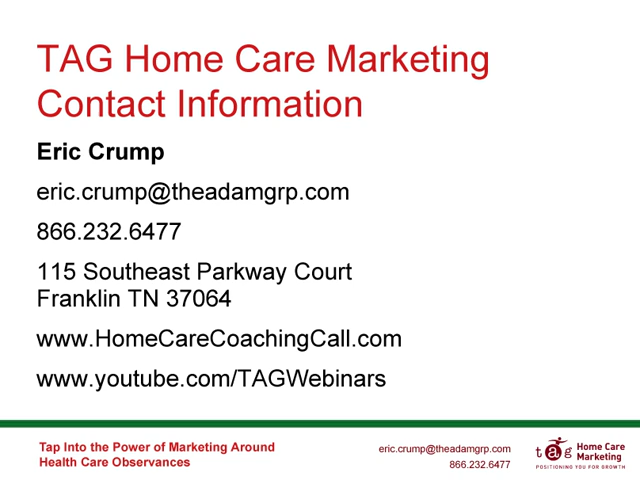 TAG Home Care Marketing
Contact Information
Eric Crump
eric.crump@theadamgrp.com
866.232.6477
115 Southeast Parkway Court
Franklin TN 37064
www.HomeCareCoachingCall.com
www.youtube.com/TAGWebinars
Tap Into the Power of Marketing Around
Health Care Observances
eric.crump@theadamgrp.com
866.232.6477
tag Home Care
Marketing
POSITIONING YOU FOR GROWTH